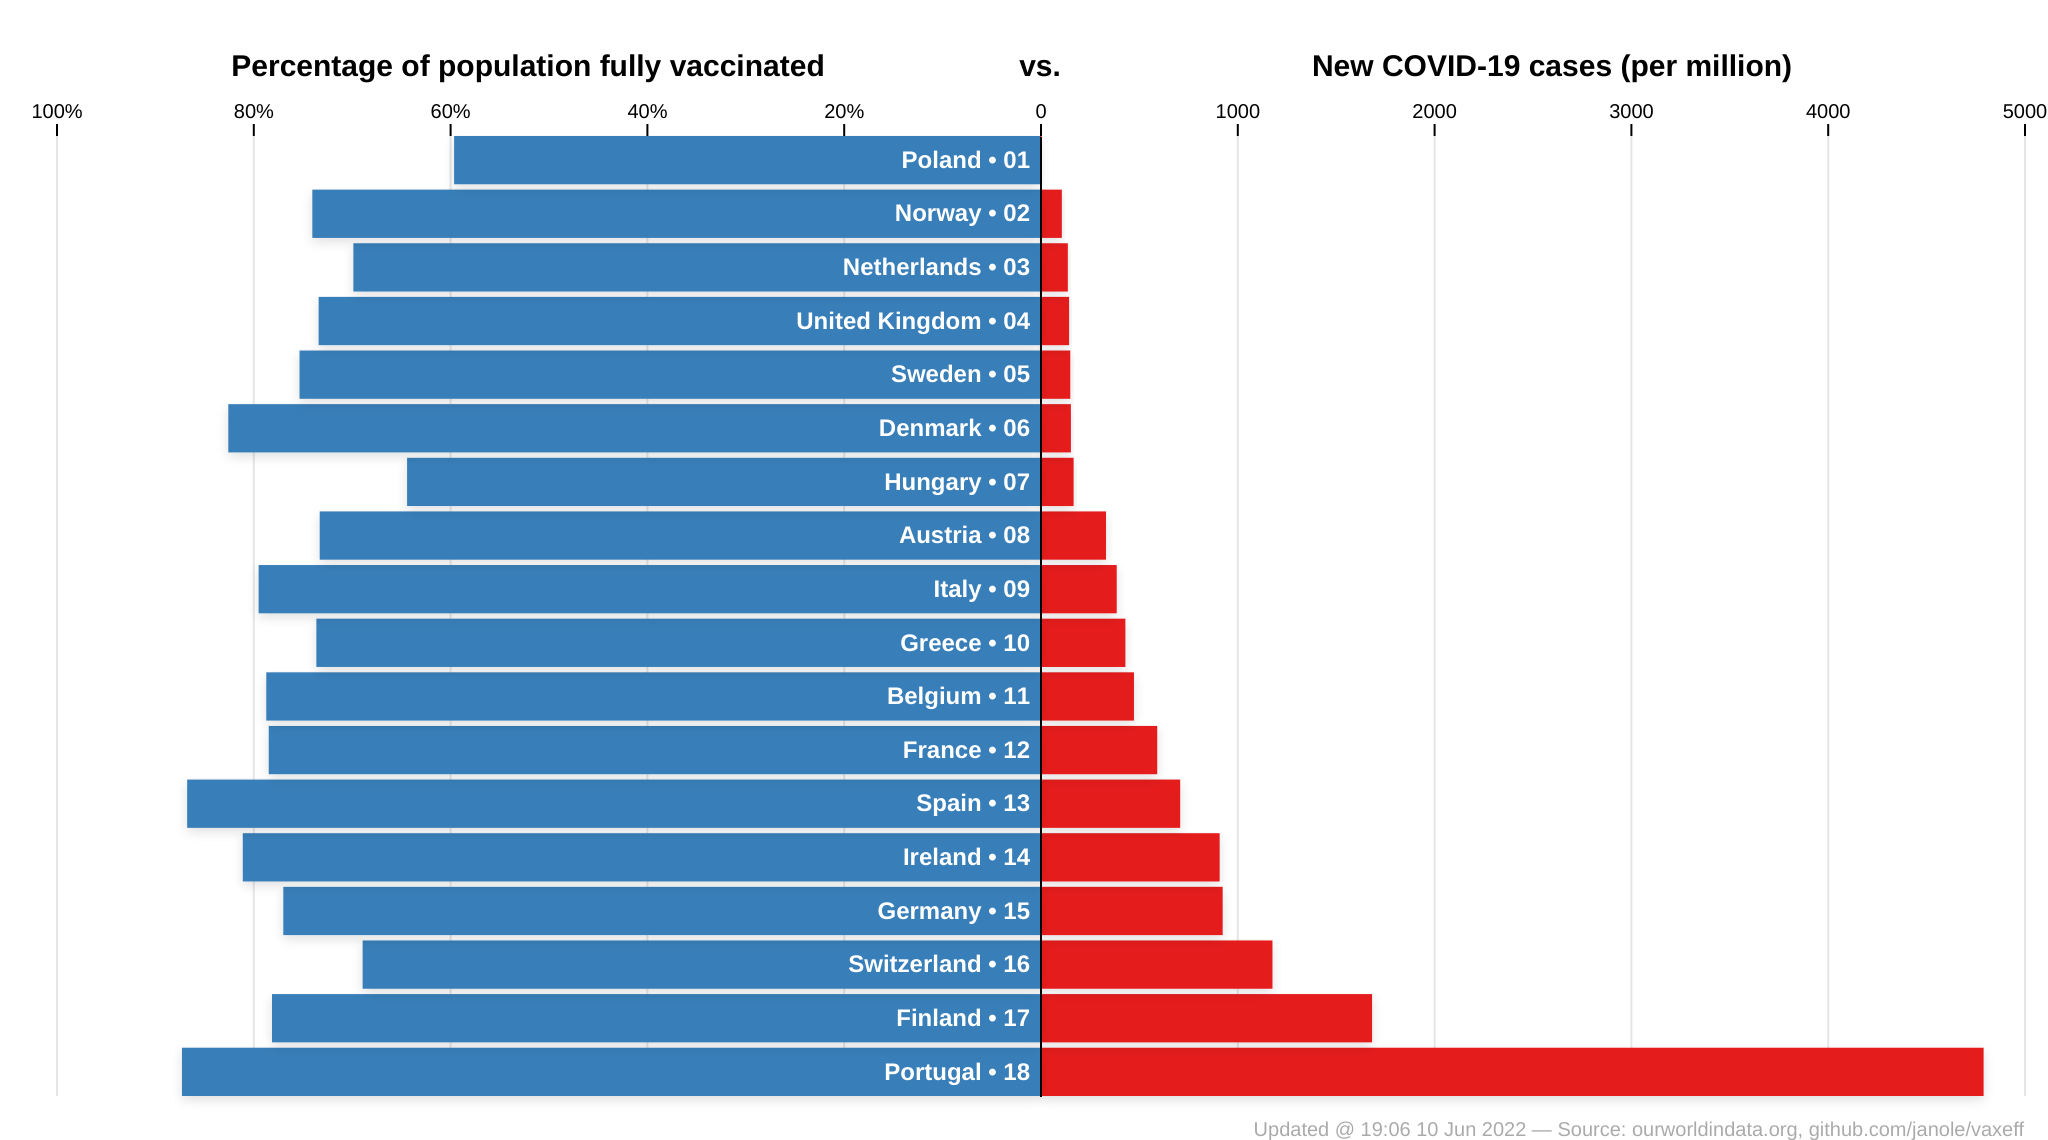 Percentage of population fully vaccinated vs. New COVID-19 cases (per million)
100% 80% 60% 40% 20% 0 1000 2000 3000 4000 5000
Poland • 01
Norway • 02
Netherlands • 03
United Kingdom • 04
Sweden • 05
Denmark • 06
Hungary • 07
Austria • 08
Italy • 09
Greece • 10
Belgium • 11
France • 12
Spain • 13
Ireland • 14
Germany • 15
Switzerland • 16
Finland • 17
Portugal • 18
Updated @ 19:06 10 Jun 2022 — Source: ourworldindata.org, github.com/janole/vaxeff